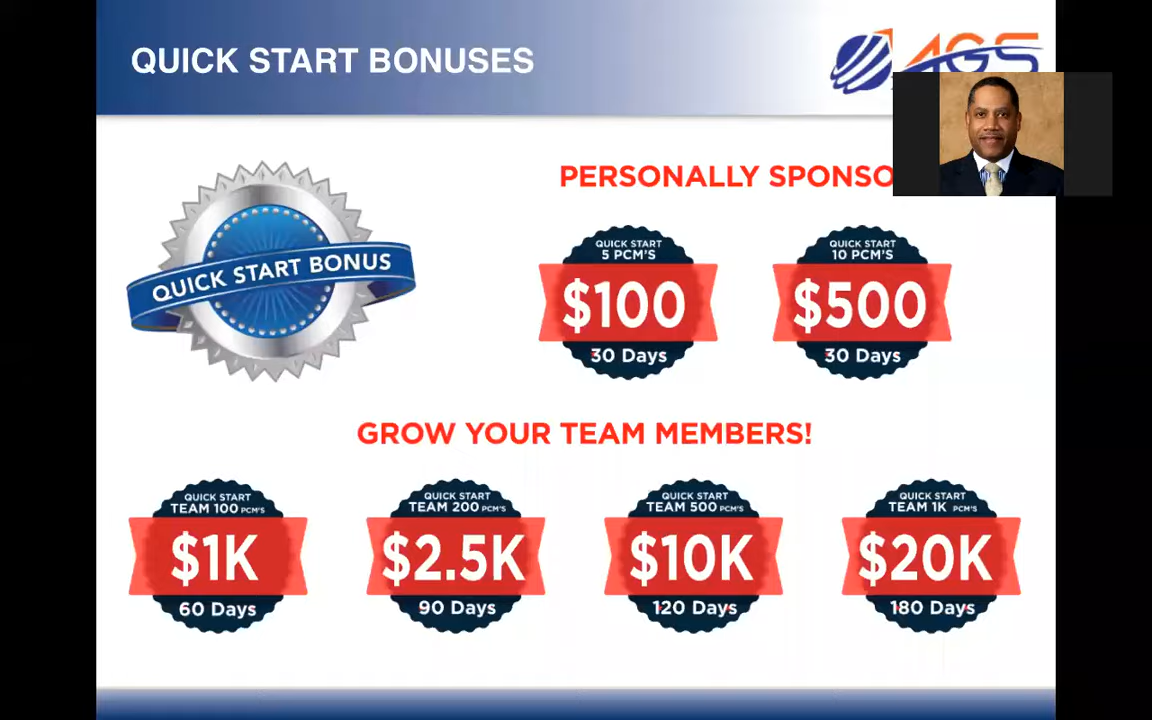 QUICK START BONUSES
AGS
PERSONALLY
QUICK START BONUS
QUICK START
5 PCM'S
$100
30 Days
QUICK START
10 PCM'S
$500
30 Days
GROW YOUR TEAM MEMBERS!
QUICK START
TEAM 100 PCM'S
$1K
60 Days
QUICK START
TEAM 200 PCM'S
$2.5K
90 Days
QUICK START
TEAM 500 PCM'S
$10K
120 Days
QUICK START
TEAM 1K PCM'S
$20K
180 Days